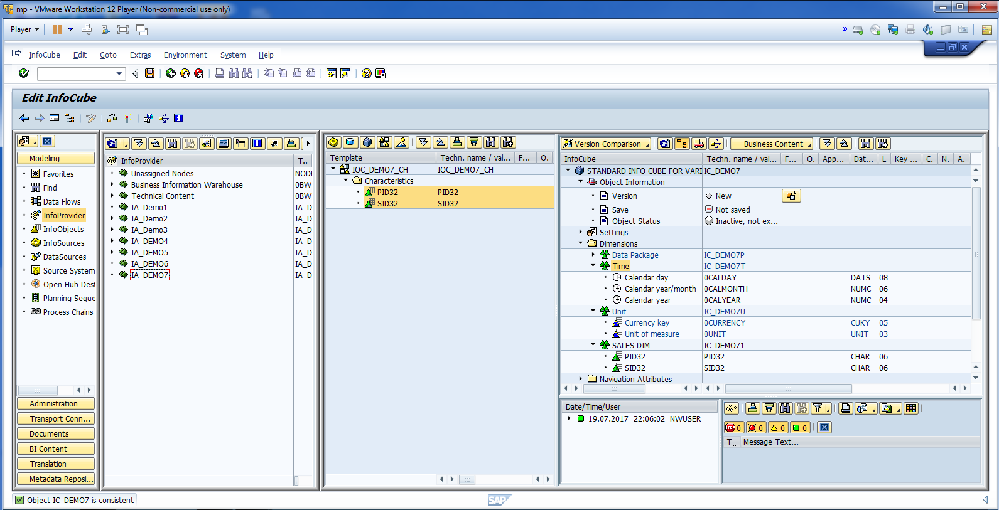 mp - VMware Workstation 12 Player (Non-commercial use only)
Player
InfoCube Edit Goto Extras Environment System Help
Edit InfoCube
Modeling
Favorites
Find
Data Flows
InfoProvider
InfoObjects
InfoSources
DataSources
Source System
Open Hub Dest
Planning Seque
Process Chains
Administration
Transport Conn...
Documents
BI Content
Translation
Metadata Reposi...
InfoProvider T..
Unassigned Nodes NODI
Business Information Warehouse 0BW
Technical Content 0BW
IA_Demo1 IA_D
IA_Demo2 IA_D
IA_Demo3 IA_D
IA_DEMO4 IA_D
IA_DEMO5 IA_D
IA_DEMO6 IA_D
IA_DEMO7 IA_D
Template Techn. name / val... F... O.
IOC_DEMO7_CH IOC_DEMO7_CH
Characteristics
PID32 PID32
SID32 SID32
Version Comparison Business Content
InfoCube Techn. name / val... F... O. App... Dat... L Key ... C. N. A..
STANDARD INFO CUBE FOR VARI IC_DEMO7
Object Information
Version New
Save Not saved
Object Status Inactive, not ex...
Settings
Dimensions
Data Package IC_DEMO7P
Time IC_DEMO7T
Calendar day 0CALDAY DATS 08
Calendar year/month 0CALMONTH NUMC 06
Calendar year 0CALYEAR NUMC 04
Unit IC_DEMO7U
Currency key 0CURRENCY CUKY 05
Unit of measure 0UNIT UNIT 03
SALES DIM IC_DEMO71
PID32 PID32 CHAR 06
SID32 SID32 CHAR 06
Navigation Attributes
Date/Time/User
19.07.2017 22:06:02 NWUSER
STOP 0 0 0 0
T... Message Text...
Object IC_DEMO7 is consistent
SAP